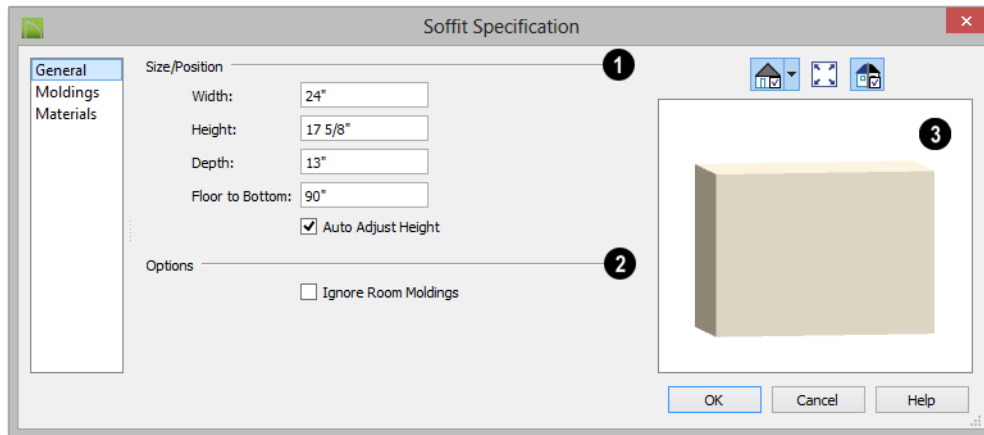 Soffit Specification
General
Moldings
Materials
Size/Position
1
Width: 24"
Height: 17 5/8"
Depth: 13"
Floor to Bottom: 90"
Auto Adjust Height
Options
2
Ignore Room Moldings
3
OK Cancel Help